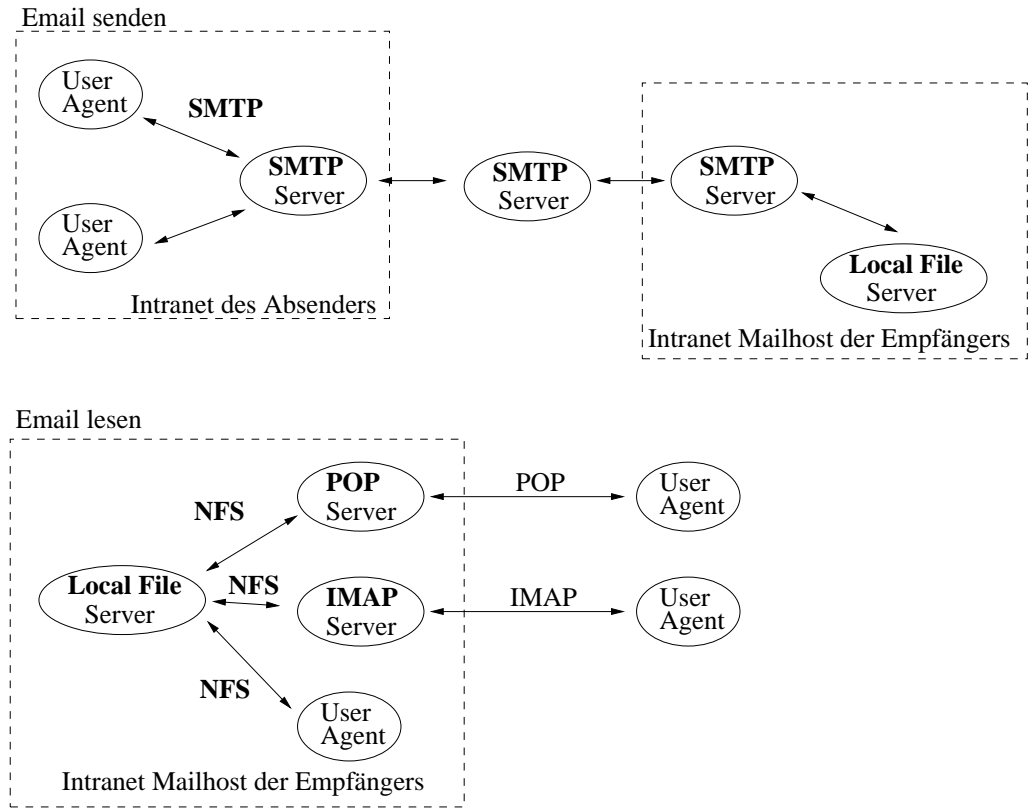 Email senden
User
Agent
SMTP
User
Agent
SMTP
Server
Intranet des Absenders
SMTP
Server
SMTP
Server
Local File
Server
Intranet Mailhost der Empfängers
Email lesen
POP
Server
POP
User
Agent
NFS
Local File
Server
NFS
IMAP
Server
IMAP
User
Agent
NFS
User
Agent
Intranet Mailhost der Empfängers